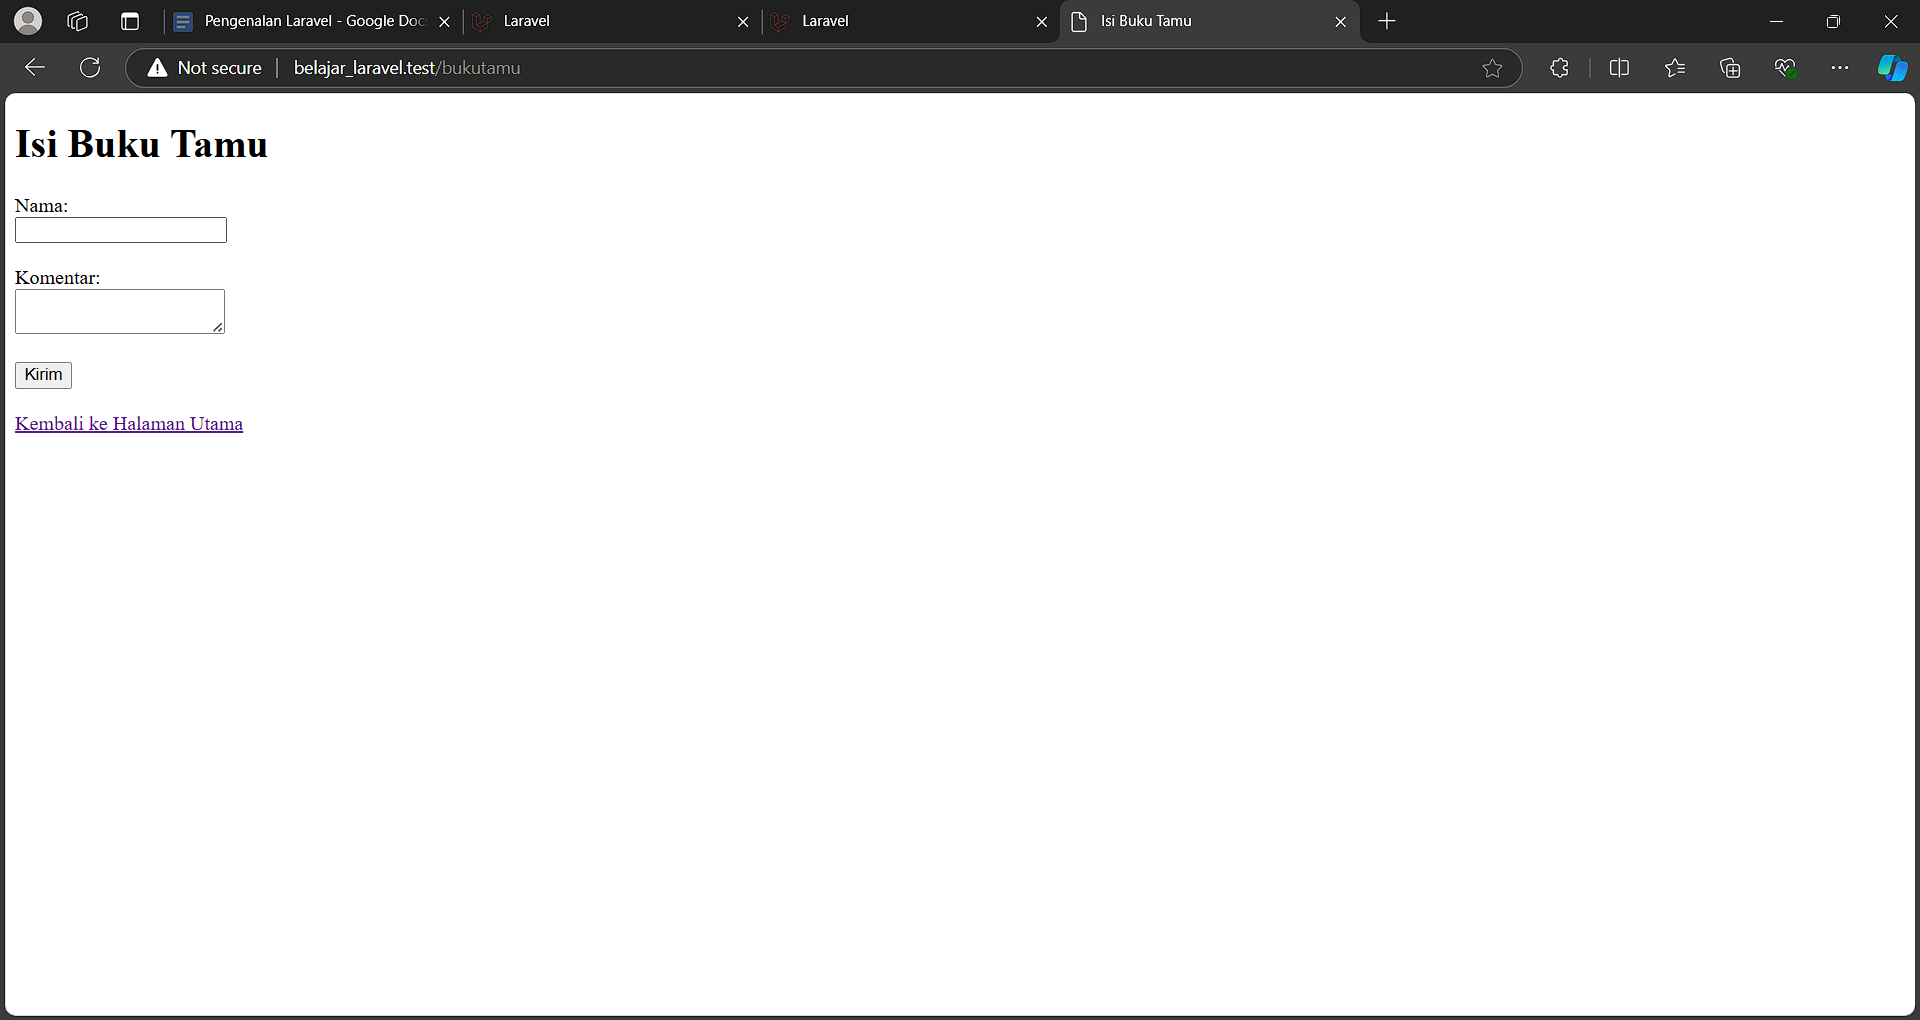 Pengenalan Laravel - Google Docs
Laravel
Laravel
Isi Buku Tamu
Not secure
belajar_laravel.test/bukutamu
Isi Buku Tamu
Nama:
Komentar:
Kirim
Kembali ke Halaman Utama